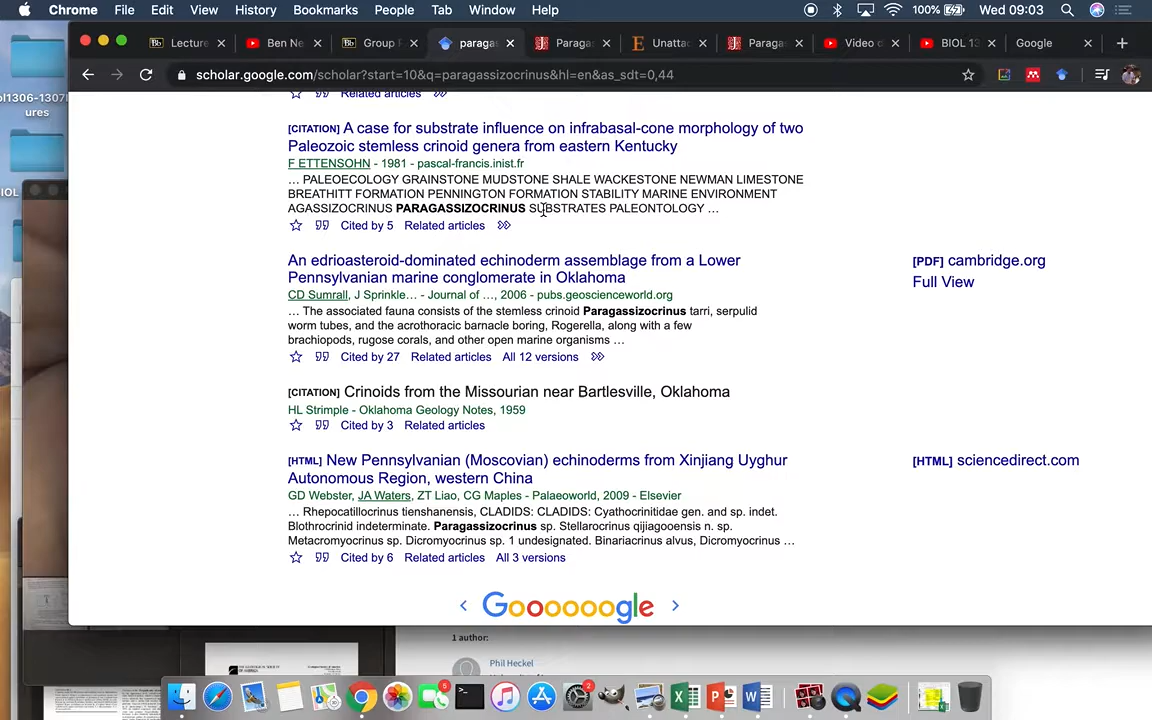 Chrome File Edit View History Bookmarks People Tab Window Help 100% Wed 09:03
Lecture Ben Ne Group F paragas Paraga: Unattac Paragas Video c BIOL 13 Google
scholar.google.com/scholar?start=10&q=paragassizocrinus&hl=en&as_sdt=0,44
ol1306-1307l
ures
BIOL
Related articles
[CITATION] A case for substrate influence on infrabasal-cone morphology of two
Paleozoic stemless crinoid genera from eastern Kentucky
F ETTENSOHN - 1981 - pascal-francis.inist.fr
... PALEOECOLOGY GRAINSTONE MUDSTONE SHALE WACKESTONE NEWMAN LIMESTONE
BREATHITT FORMATION PENNINGTON FORMATION STABILITY MARINE ENVIRONMENT
AGASSIZOCRINUS PARAGASSIZOCRINUS SUBSTRATES PALEONTOLOGY ...
Cited by 5 Related articles
An edrioasteroid-dominated echinoderm assemblage from a Lower
Pennsylvanian marine conglomerate in Oklahoma
[PDF] cambridge.org
Full View
CD Sumrall, J Sprinkle... - Journal of ..., 2006 - pubs.geoscienceworld.org
... The associated fauna consists of the stemless crinoid Paragassizocrinus tarri, serpulid
worm tubes, and the acrothoracic barnacle boring, Rogerella, along with a few
brachiopods, rugose corals, and other open marine organisms ...
Cited by 27 Related articles All 12 versions
[CITATION] Crinoids from the Missourian near Bartlesville, Oklahoma
HL Strimple - Oklahoma Geology Notes, 1959
Cited by 3 Related articles
[HTML] New Pennsylvanian (Moscovian) echinoderms from Xinjiang Uyghur
Autonomous Region, western China
[HTML] sciencedirect.com
GD Webster, JA Waters, ZT Liao, CG Maples - Palaeoworld, 2009 - Elsevier
... Rhepocatillocrinus tienshanensis, CLADIDS: CLADIDS: Cyathocrinitidae gen. and sp. indet.
Blothrocrinid indeterminate. Paragassizocrinus sp. Stellarocrinus qijiagooensis n. sp.
Metacromyocrinus sp. Dicromyocrinus sp. 1 undesignated. Binariacrinus alvus, Dicromyocrinus ...
Cited by 6 Related articles All 3 versions
Goooooogle
1 author:
Phil Heckel
5
2